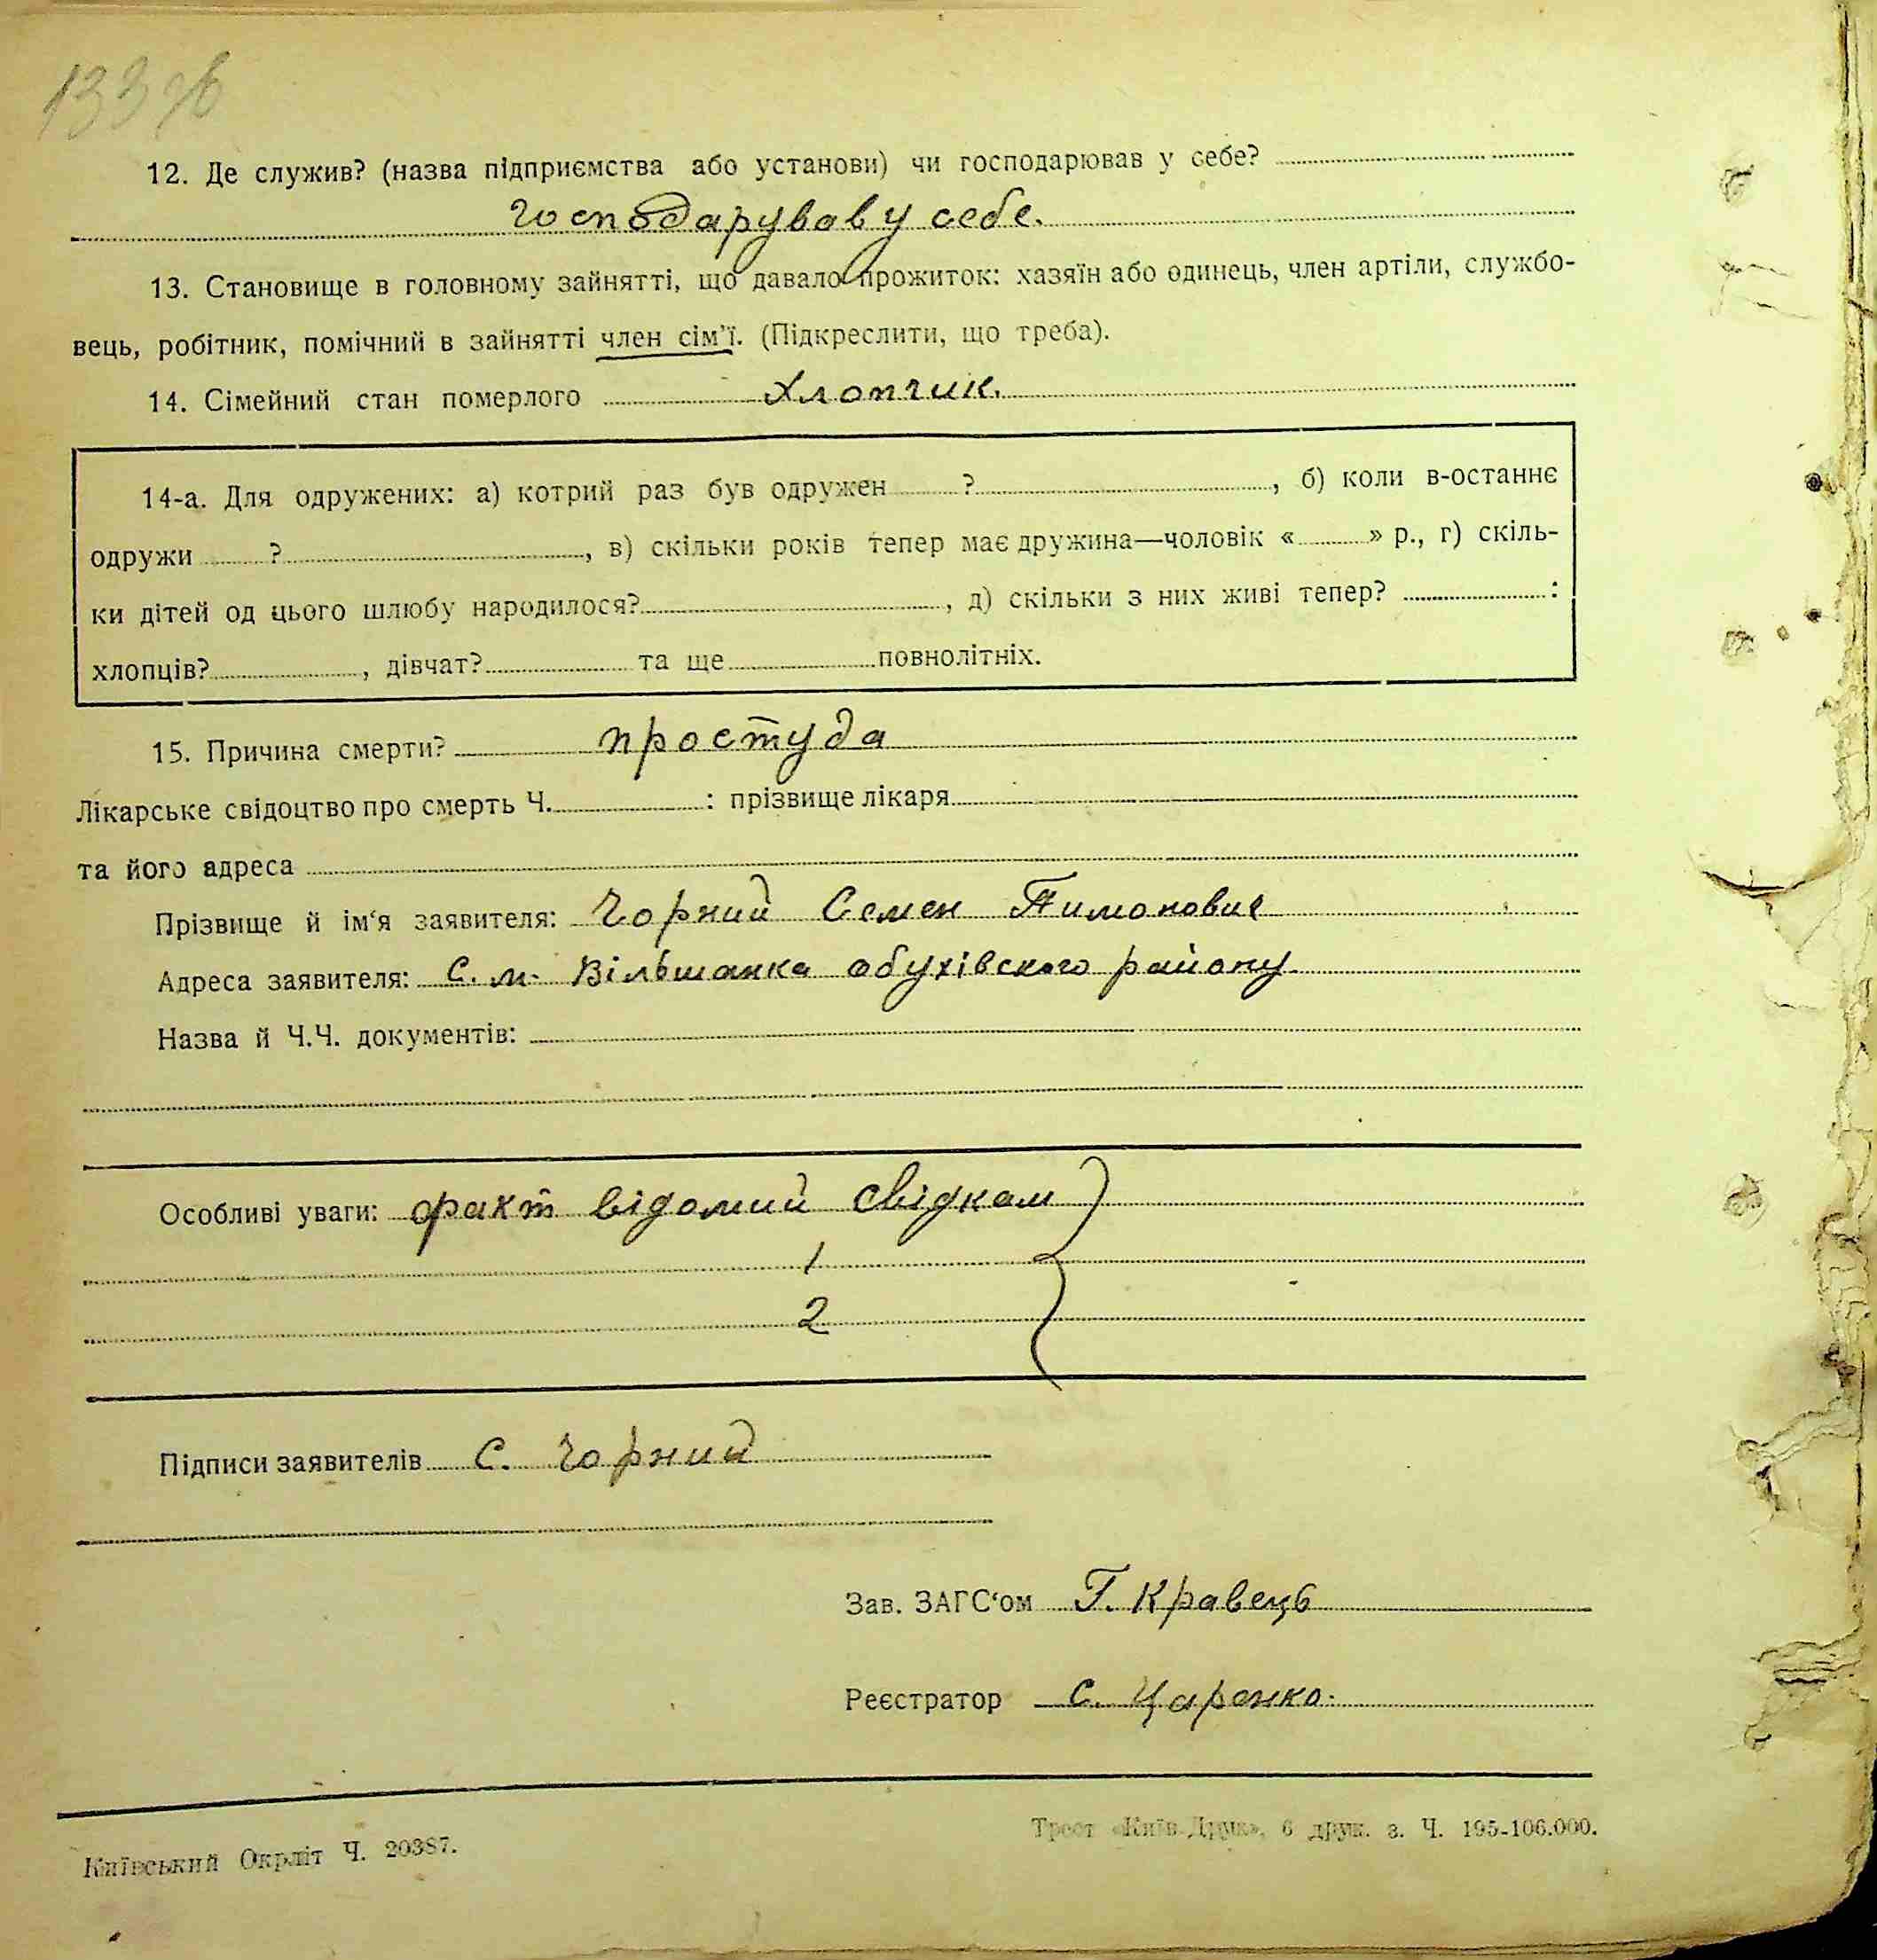 133 зв
12. Де служив? (назва підприємства або установи) чи господарював у себе?
господарував у себе.
13. Становище в головному зайнятті, що давало прожиток: хазяїн або одинець, член артіли, службо-
вець, робітник, помічний в зайнятті член сім'ї. (Підкреслити, що треба).
14. Сімейний стан померлого хлопчик.
14-а. Для одружених: а) котрий раз був одружен ?, б) коли в-останнє
одружи ?, в) скільки років тепер має дружина—чоловік « » р., г) скіль-
ки дітей од цього шлюбу народилося?, д) скільки з них живі тепер? :
хлопців?, дівчат? та ще повнолітніх.
15. Причина смерти? простуда
Лікарське свідоцтво про смерть Ч. : прізвище лікаря
та його адреса
Прізвище й ім'я заявителя: Чорний Семен Тимонович
Адреса заявителя: С. м. Вільшанка обухівского району.
Назва й Ч.Ч. документів:
Особливі уваги: факт відомий свідкам
1
2
Підписи заявителів С. Чорний
Зав. ЗАГС'ом Г. Кравець
Реєстратор С. Царенко.
Київський Окрліт Ч. 20387.
Трест «Київ-Друк», 6 друк. з. Ч. 195-106.000.